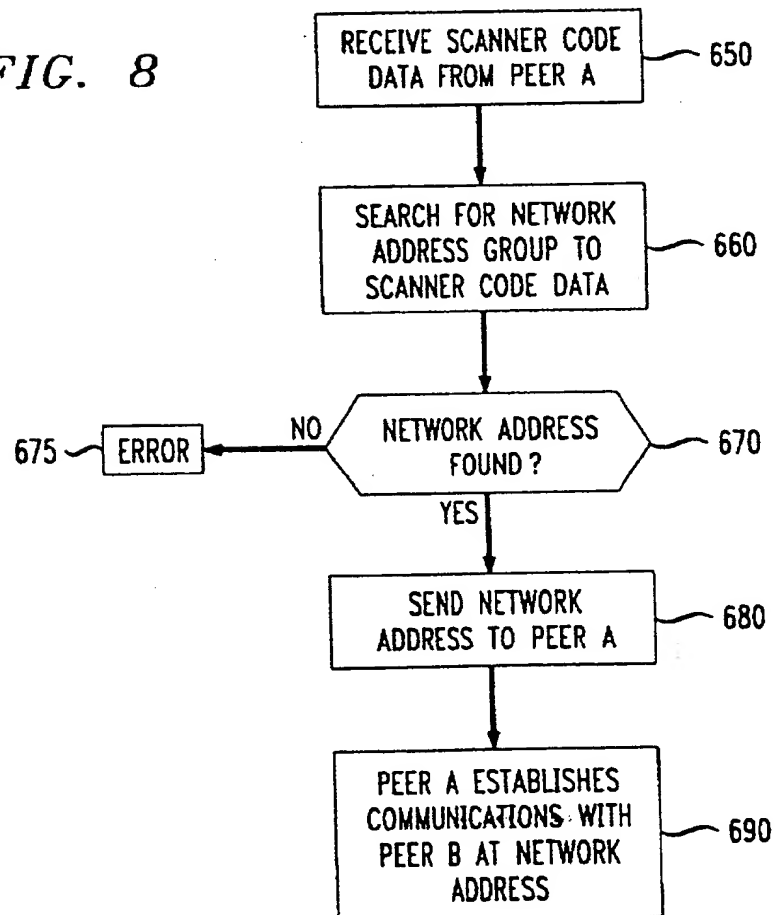 FIG. 8
RECEIVE SCANNER CODE
DATA FROM PEER A
650
SEARCH FOR NETWORK
ADDRESS GROUP TO
SCANNER CODE DATA
660
NETWORK ADDRESS
FOUND?
670
NO
675
ERROR
YES
SEND NETWORK
ADDRESS TO PEER A
680
PEER A ESTABLISHES
COMMUNICATIONS WITH
PEER B AT NETWORK
ADDRESS
690